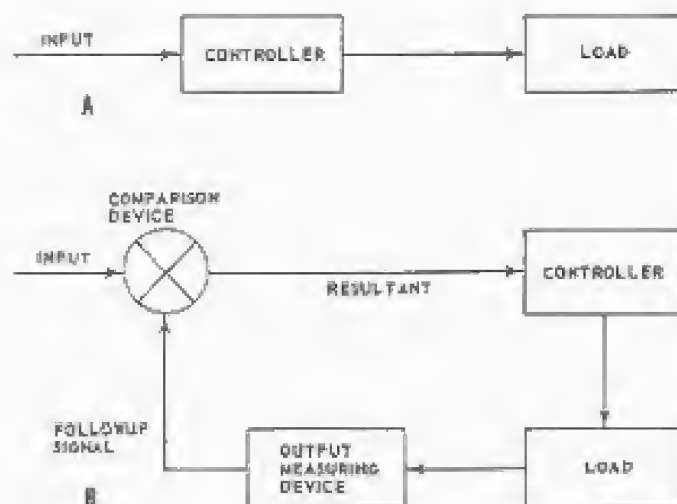 INPUT
CONTROLLER
LOAD
A
COMPARISON
DEVICE
INPUT
RESULTANT
CONTROLLER
FOLLOWUP
SIGNAL
OUTPUT
MEASURING
DEVICE
LOAD
B